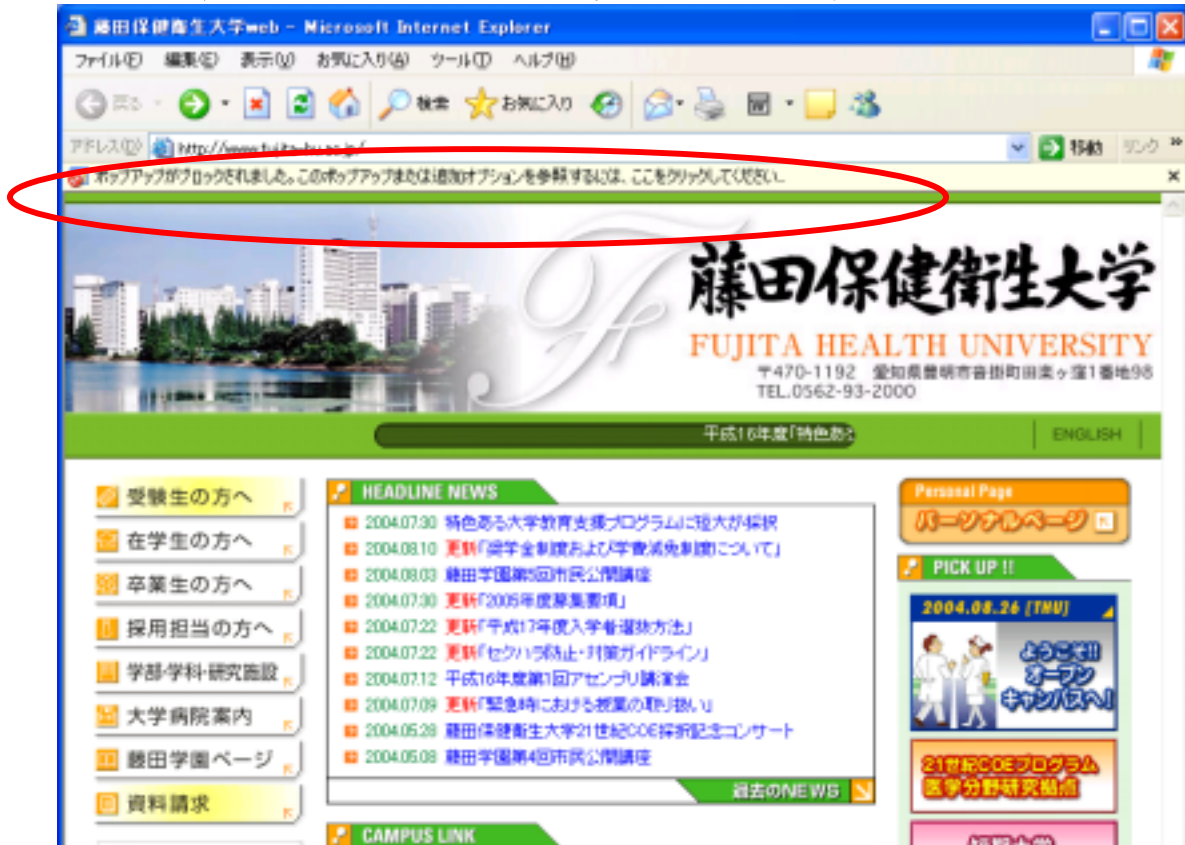 藤田保健衛生大学web - Microsoft Internet Explorer
ファイル(F) 編集(E) 表示(V) お気に入り(A) ツール(T) ヘルプ(H)
戻る 検索 お気に入り
アドレス(D) http://www.fujita-hu.ac.jp/ 移動 リンク »
ポップアップがブロックされました。このポップアップまたは追加オプションを参照するには、ここをクリックしてください...
藤田保健衛生大学
FUJITA HEALTH UNIVERSITY
〒470-1192 愛知県豊明市沓掛町田楽ヶ窪1番地98
TEL.0562-93-2000
平成16年度「特色ある
ENGLISH
受験生の方へ
在学生の方へ
卒業生の方へ
採用担当の方へ
学部・学科・研究施設
大学病院案内
藤田学園ページ
資料請求
HEADLINE NEWS
2004.07.30 特色ある大学教育支援プログラムに短大が採択
2004.08.10 更新「奨学金制度および学費減免制度について」
2004.08.03 藤田学園第5回市民公開講座
2004.07.30 更新「2005年度募集要項」
2004.07.22 更新「平成17年度入学者選抜方法」
2004.07.22 更新「セクハラ防止・対策ガイドライン」
2004.07.12 平成16年度第1回アセンブリ講演会
2004.07.09 更新「緊急時における授業の取り扱い」
2004.05.28 藤田保健衛生大学21世紀COE採択記念コンサート
2004.05.08 藤田学園第4回市民公開講座
過去のNEWS
CAMPUS LINK
Personal Page
パーソナルページ
PICK UP !!
2004.08.26 [THU]
ようこそ!!
オープン
キャンパスへ!
21世紀COEプログラム
医学分野研究拠点
短期大学